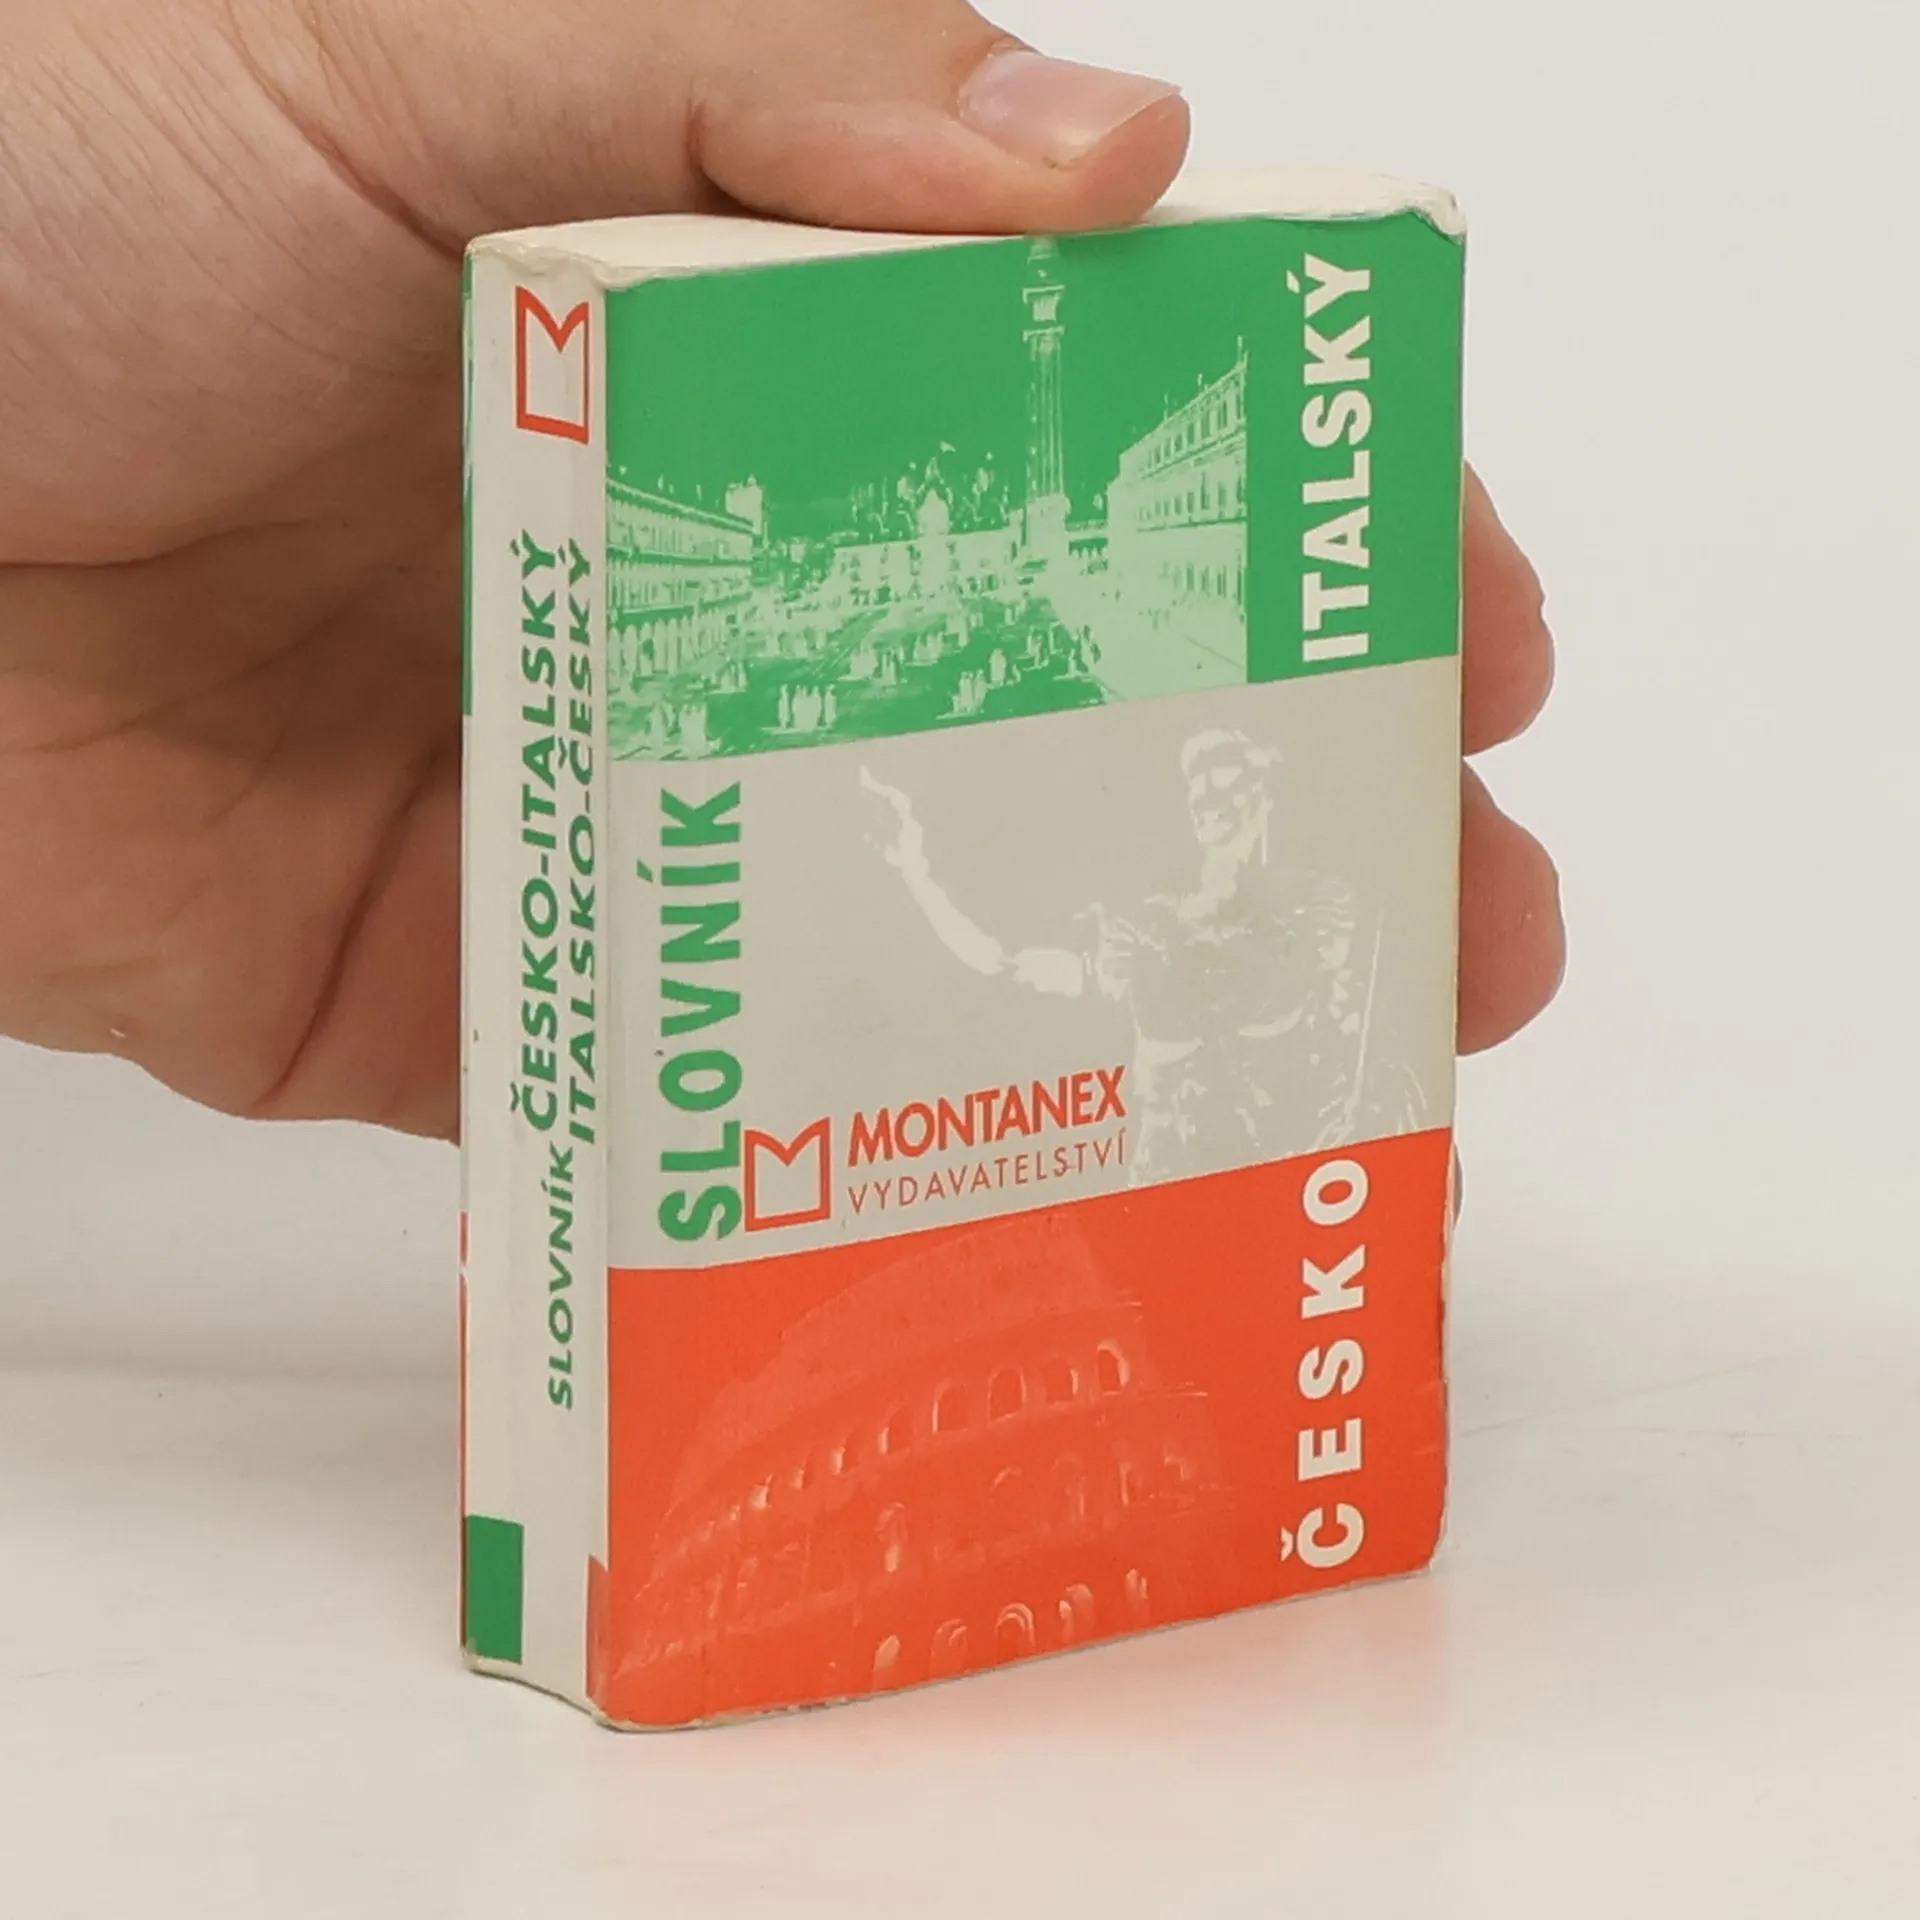 SLOVNÍK ČESKO-ITALSKÝ
ITALSKO-ČESKÝ
SLOVNÍK
ČESKO
ITALSKÝ
MONTANEX
VYDAVATELSTVÍ